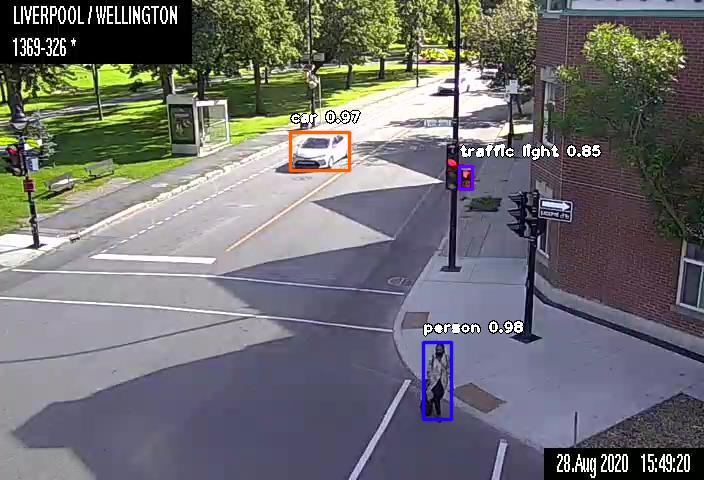 LIVERPOOL / WELLINGTON
1369-326 *
car 0.97
traffic light 0.85
person 0.98
28.Aug 2020 15:49:20